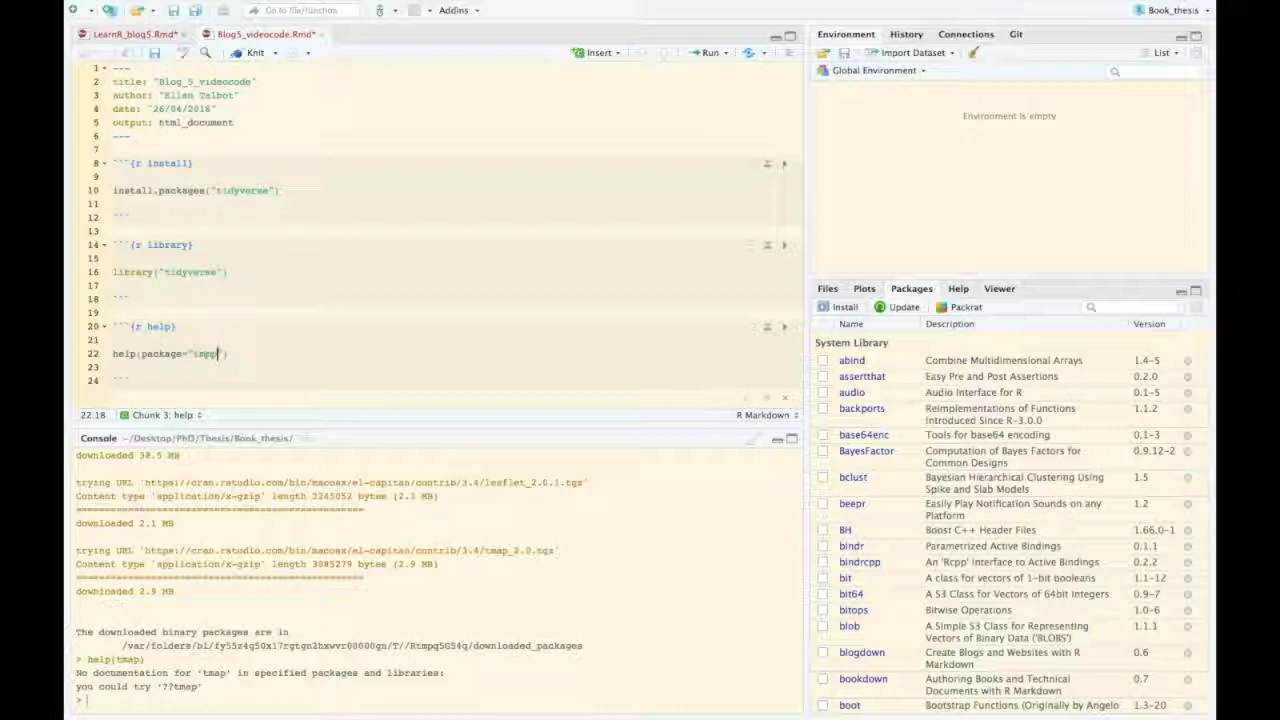 Go to file/function
Addins
Book_thesis
LearnR_blog5.Rmd*
Blog5_videocode.Rmd*
Knit
Insert
Run
1 ---
2 title: "Blog_5_videocode"
3 author: "Ellen Talbot"
4 date: "26/04/2018"
5 output: html_document
6 ---
7
8 ```{r install}
9
10 install.packages("tidyverse")
11
12 ```
13
14 ```{r library}
15
16 library("tidyverse")
17
18 ```
19
20 ```{r help}
21
22 help(package="tmpp")
23
24 ```
22:18 Chunk 3: help R Markdown
Console ~/Desktop/PhD/Thesis/Book_thesis/
downloaded 30.5 MB
trying URL 'https://cran.rstudio.com/bin/macosx/el-capitan/contrib/3.4/leaflet_2.0.1.tgz'
Content type 'application/x-gzip' length 2245052 bytes (2.1 MB)
==================================================
downloaded 2.1 MB
trying URL 'https://cran.rstudio.com/bin/macosx/el-capitan/contrib/3.4/tmap_2.0.tgz'
Content type 'application/x-gzip' length 3085279 bytes (2.9 MB)
==================================================
downloaded 2.9 MB
The downloaded binary packages are in
> help(tmap)
No documentation for 'tmap' in specified packages and libraries:
you could try '??tmap'
>
Environment History Connections Git
Import Dataset List
Global Environment
Environment is empty
Files Plots Packages Help Viewer
Install Update Packrat
Name Description Version
System Library
abind Combine Multidimensional Arrays 1.4-5
assertthat Easy Pre and Post Assertions 0.2.0
audio Audio Interface for R 0.1-5
backports Reimplementations of Functions 1.1.2
Introduced Since R-3.0.0
base64enc Tools for base64 encoding 0.1-3
BayesFactor Computation of Bayes Factors for 0.9.12-2
Common Designs
bclust Bayesian Hierarchical Clustering Using 1.5
Spike and Slab Models
beepr Easily Play Notification Sounds on any 1.2
Platform
BH Boost C++ Header Files 1.66.0-1
bindr Parametrized Active Bindings 0.1.1
bindrcpp An 'Rcpp' Interface to Active Bindings 0.2.2
bit A class for vectors of 1-bit booleans 1.1-12
bit64 A S3 Class for Vectors of 64bit Integers 0.9-7
bitops Bitwise Operations 1.0-6
blob A Simple S3 Class for Representing 1.1.1
Vectors of Binary Data ('BLOBS')
blogdown Create Blogs and Websites with R 0.6
Markdown
bookdown Authoring Books and Technical 0.7
Documents with R Markdown
boot Bootstrap Functions (Originally by Angelo 1.3-20